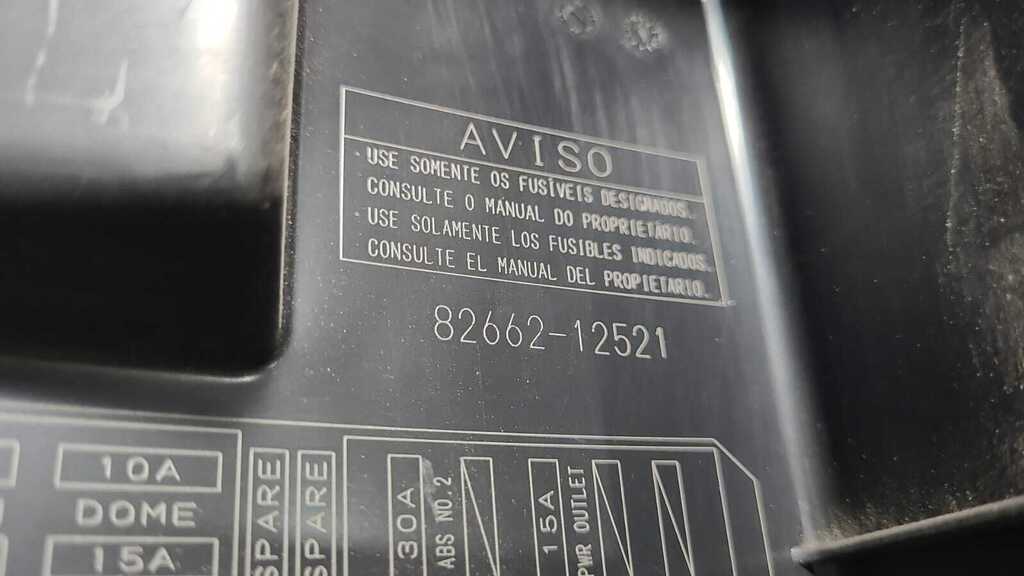 AVISO
· USE SOMENTE OS FUSÍVEIS DESIGNADOS.
CONSULTE O MANUAL DO PROPRIETÁRIO.
· USE SOLAMENTE LOS FUSIBLES INDICADOS.
CONSULTE EL MANUAL DEL PROPIETARIO.
82662-12521
10A
DOME
15A
SPARE
SPARE
30A
ABS NO.2
15A
PWR OUTLET